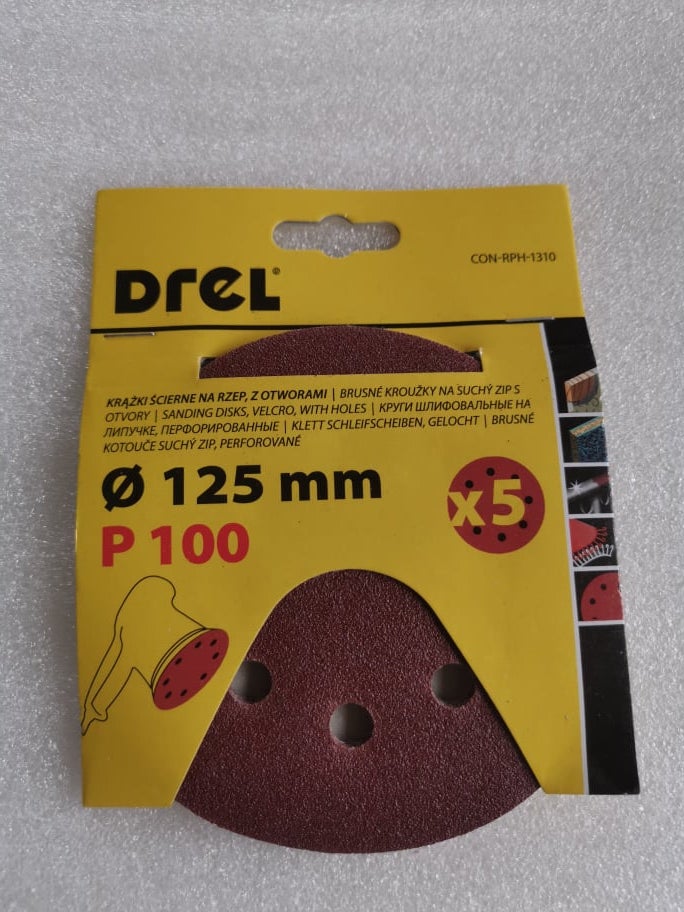 DREL®
CON-RPH-1310
KRĄŻKI ŚCIERNE NA RZEP, Z OTWORAMI | BRUSNÉ KROUŽKY NA SUCHÝ ZIP S
OTVORY | SANDING DISKS, VELCRO, WITH HOLES | КРУГИ ШЛИФОВАЛЬНЫЕ НА
ЛИПУЧКЕ, ПЕРФОРИРОВАННЫЕ | KLETT SCHLEIFSCHEIBEN, GELOCHT | BRUSNÉ
KOTOUČE SUCHÝ ZIP, PERFOROVANÉ
Ø 125 mm
x5
P 100